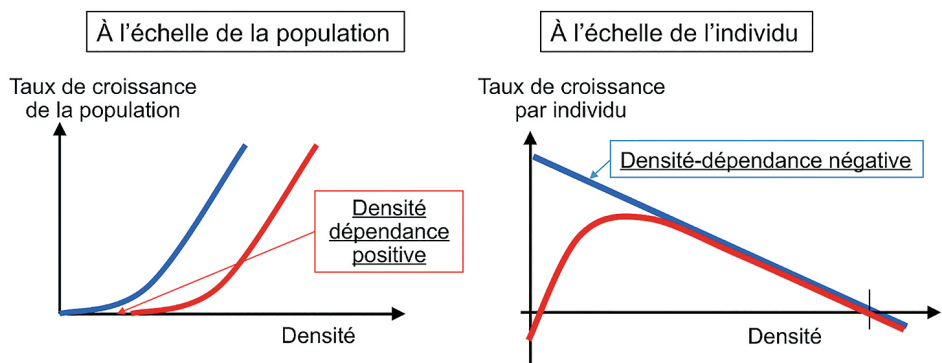 À l’échelle de la population
À l’échelle de l’individu
Taux de croissance
de la population
Densité
dépendance
positive
Densité
Taux de croissance
par individu
Densité-dépendance négative
Densité